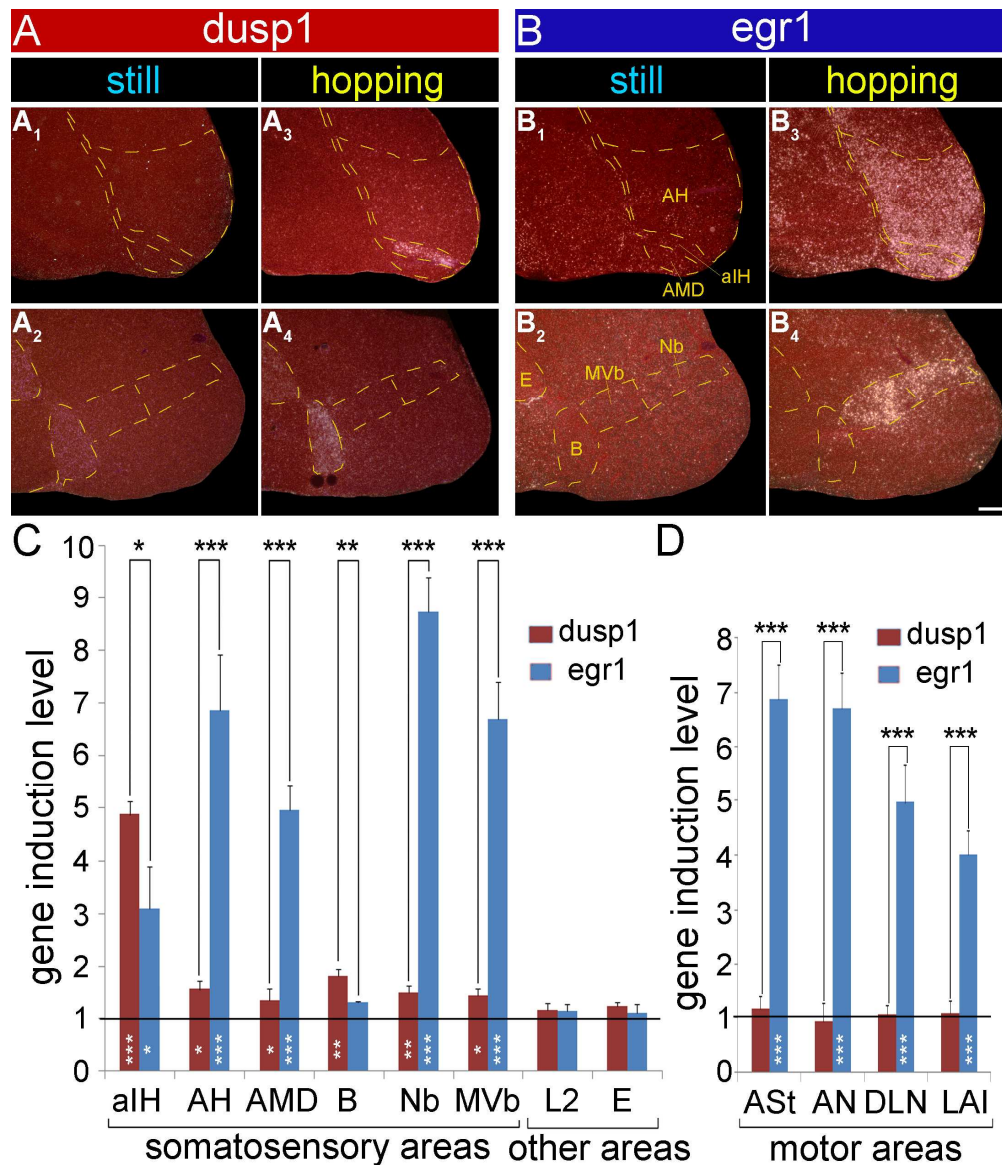 A dusp1
B egr1
still hopping
still hopping
A1 A3
B1 B3
AH
aIH
AMD
A2 A4
B2 B4
Nb
MVb
E
B
C
gene induction level
10
9
8
7
6
5
4
3
2
1
0
* *** *** ** *** ***
dusp1
egr1
*** * * *** * *** ** ** *** * ***
aIH AH AMD B Nb MVb L2 E
somatosensory areas other areas
D
gene induction level
8
7
6
5
4
3
2
1
0
*** *** *** ***
dusp1
egr1
*** *** *** ***
ASt AN DLN LAI
motor areas